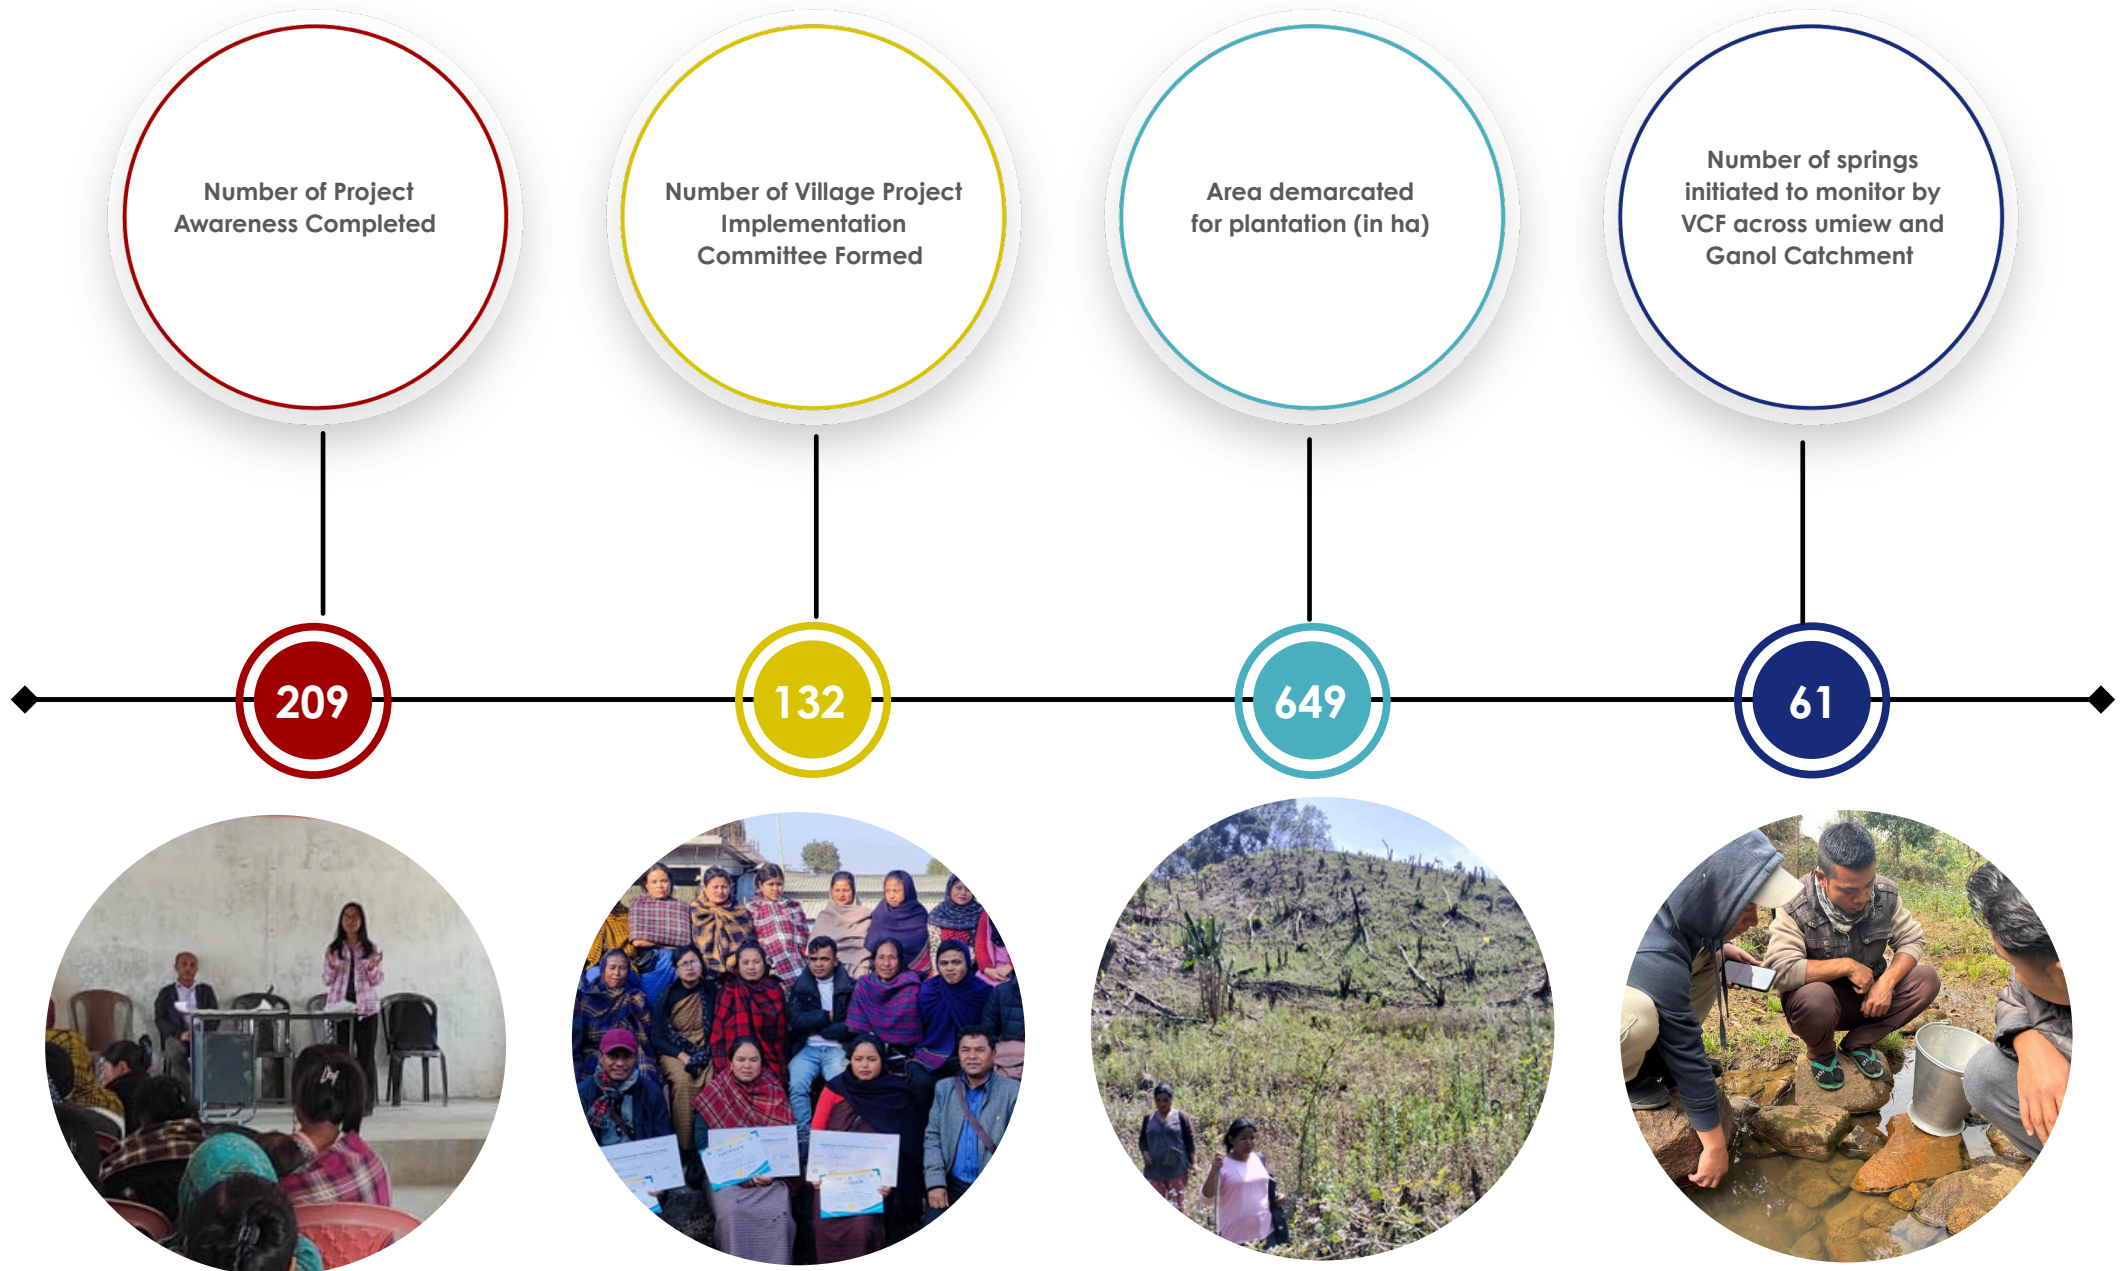 Number of Project
Awareness Completed
Number of Village Project
Implementation
Committee Formed
Area demarcated
for plantation (in ha)
Number of springs
initiated to monitor by
VCF across umiew and
Ganol Catchment
209
132
649
61